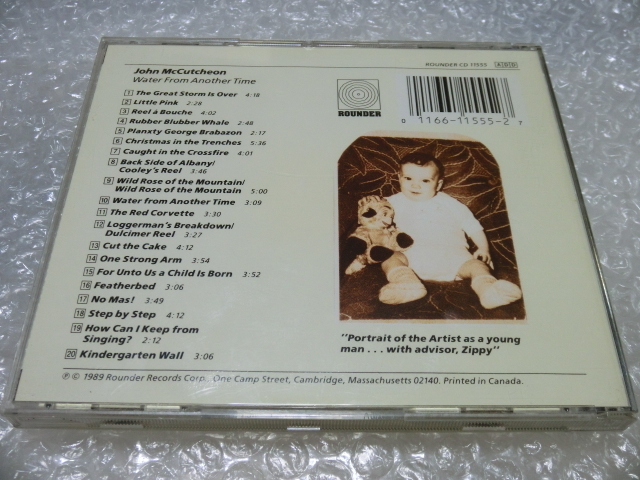 John McCutcheon
Water From Another Time
1 The Great Storm Is Over 4:18
2 Little Pink 2:28
3 Reel à Bouche 4:02
4 Rubber Blubber Whale 2:48
5 Planxty George Brabazon 2:17
6 Christmas in the Trenches 5:36
7 Caught in the Crossfire 4:01
8 Back Side of Albany/
Cooley's Reel 3:46
9 Wild Rose of the Mountain/
Wild Rose of the Mountain 5:00
10 Water from Another Time 3:09
11 The Red Corvette 3:30
12 Loggerman's Breakdown/
Dulcimer Reel 3:27
13 Cut the Cake 4:12
14 One Strong Arm 3:54
15 For Unto Us a Child Is Born 3:52
16 Featherbed 3:06
17 No Mas! 3:49
18 Step by Step 4:12
19 How Can I Keep from
Singing? 2:12
20 Kindergarten Wall 3:06
ROUNDER CD 11555 ADD
ROUNDER
0 11661-11555-2 7
"Portrait of the Artist as a young
man . . . with advisor, Zippy"
℗ © 1989 Rounder Records Corp., One Camp Street, Cambridge, Massachusetts 02140. Printed in Canada.